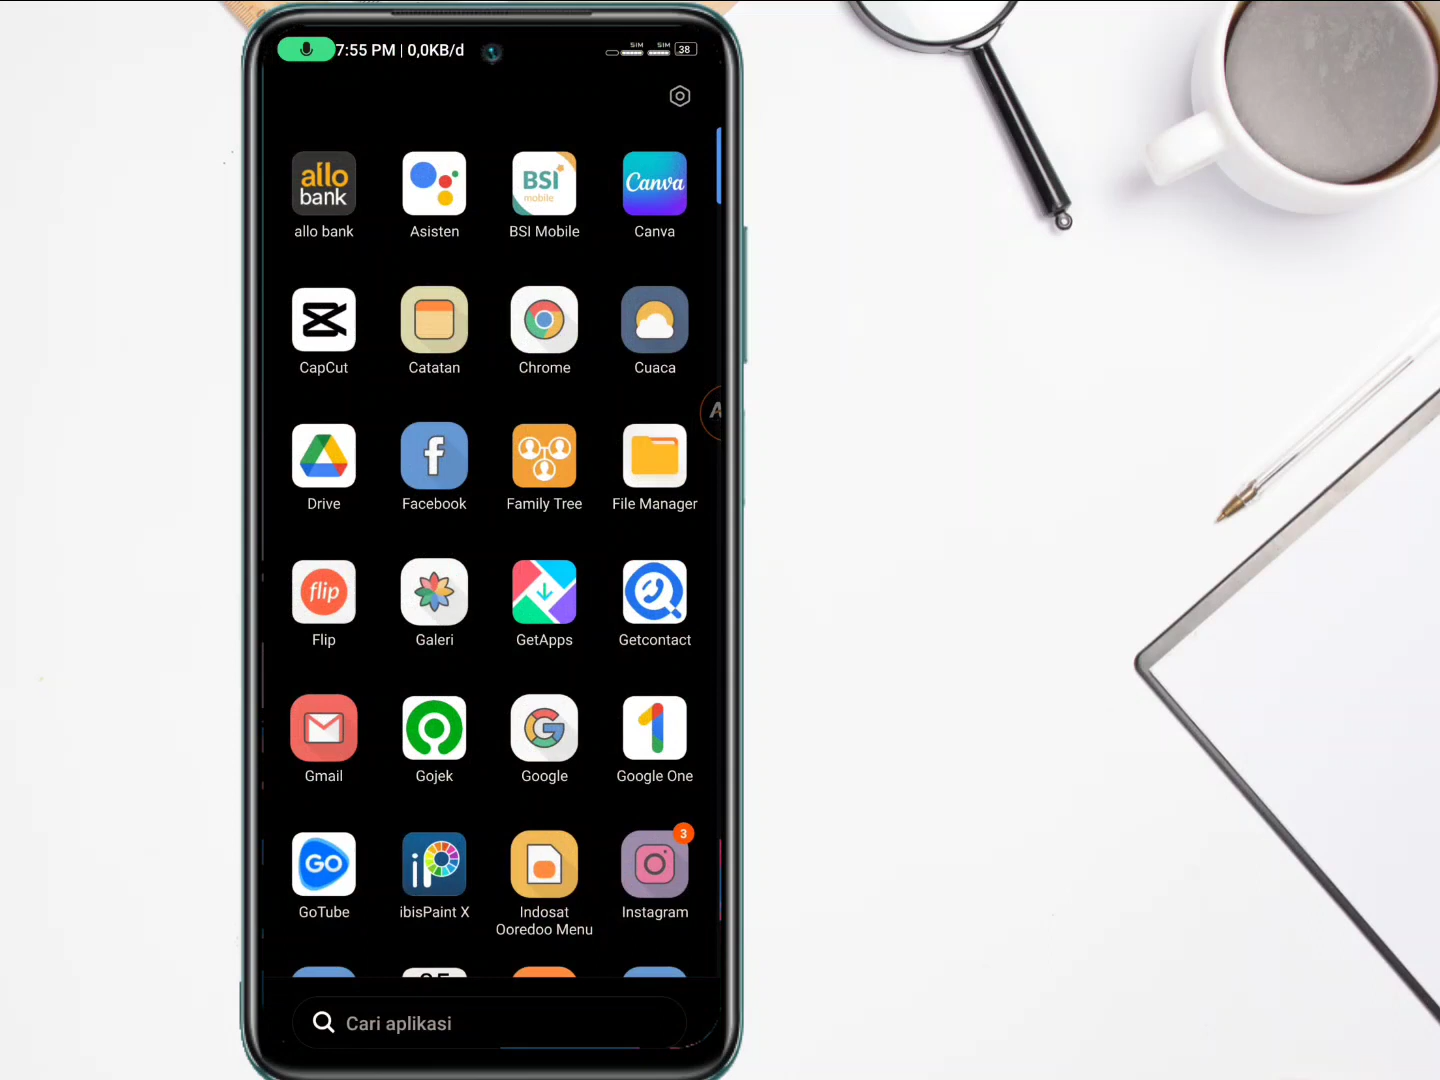 7:55 PM | 0,0KB/d
SIM SIM 38
allo bank
BSI mobile
Canva
allo bank Asisten BSI Mobile Canva
CapCut Catatan Chrome Cuaca
A
Drive Facebook Family Tree File Manager
flip
Flip Galeri GetApps Getcontact
Gmail Gojek Google Google One
3
GO
iP
GoTube ibisPaint X Indosat Ooredoo Menu Instagram
Cari aplikasi